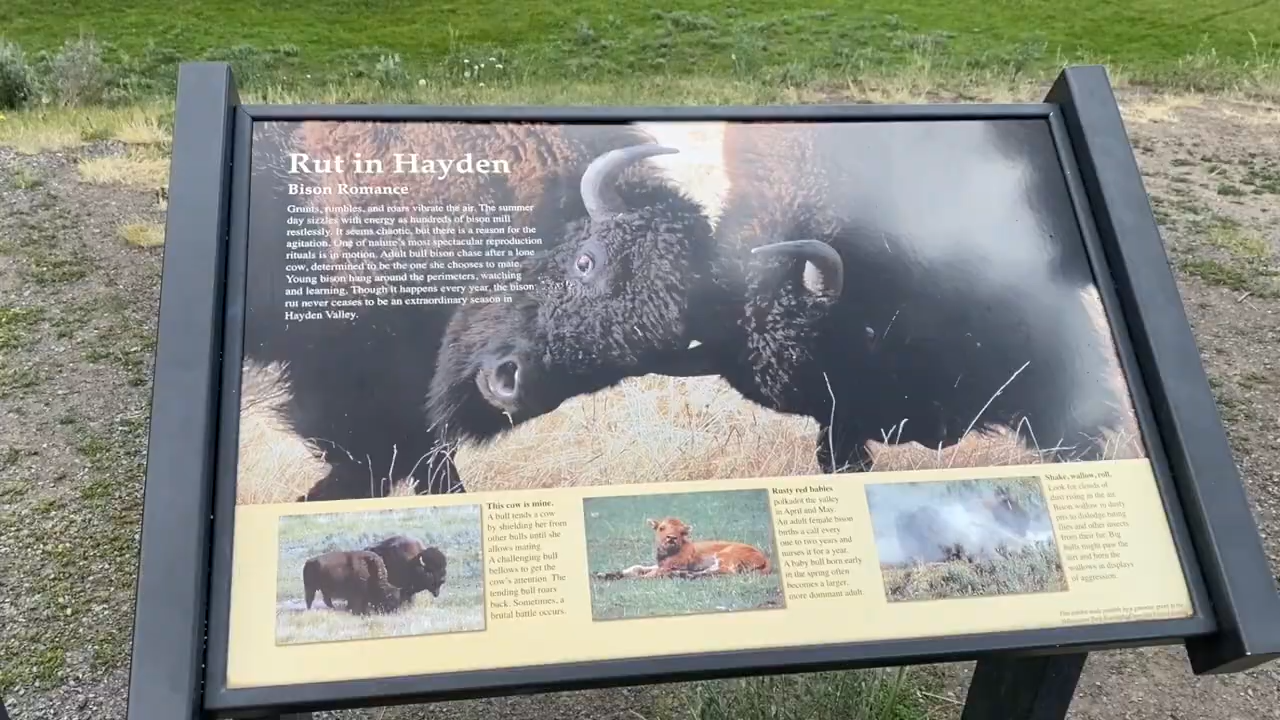 Rut in Hayden
Bison Romance
Grunts, rumbles, and roars vibrate the air. The summer
day sizzles with energy as hundreds of bison mill
restlessly. It seems chaotic, but there is a reason for the
agitation. One of nature's most spectacular reproduction
rituals is in motion. Adult bull bison chase after a lone
cow, determined to be the one she chooses to mate.
Young bison hang around the perimeters, watching
and learning. Though it happens every year, the bison
rut never ceases to be an extraordinary season in
Hayden Valley.
This cow is mine.
A bull tends a cow
by shielding her from
other bulls until she
allows mating.
A challenging bull
bellows to get the
cow's attention. The
tending bull roars
back. Sometimes, a
brutal battle occurs.
Rusty red babies
polkadot the valley
in April and May.
An adult female bison
births a calf every
one to two years and
nurses it for a year.
A baby bull born early
in the spring often
becomes a larger,
more dominant adult.
Shake, wallow, roll.
Look for clouds of
dust rising in the air.
Bison wallow in dusty
pits to dislodge biting
flies and other insects
from their fur. Big
bulls might paw the
dirt and horn the
wallows in displays
of aggression.